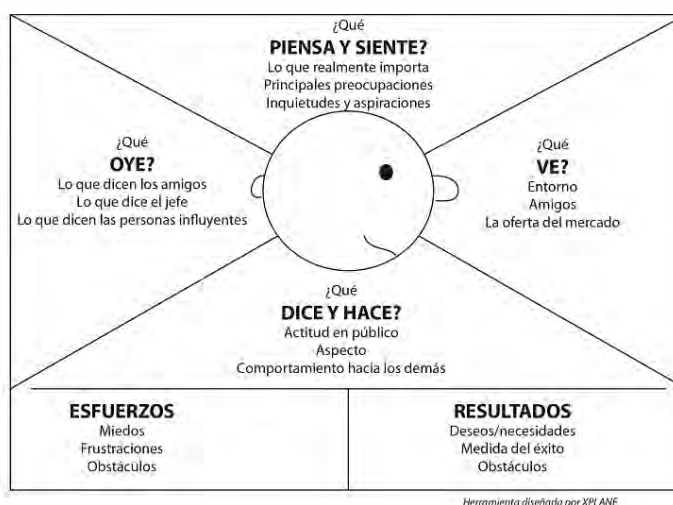 ¿Qué
PIENSA Y SIENTE?
Lo que realmente importa
Principales preocupaciones
Inquietudes y aspiraciones
¿Qué
OYE?
Lo que dicen los amigos
Lo que dice el jefe
Lo que dicen las personas influyentes
¿Qué
VE?
Entorno
Amigos
La oferta del mercado
¿Qué
DICE Y HACE?
Actitud en público
Aspecto
Comportamiento hacia los demás
ESFUERZOS
Miedos
Frustraciones
Obstáculos
RESULTADOS
Deseos/necesidades
Medida del éxito
Obstáculos
Herramienta diseñada por XPLANE